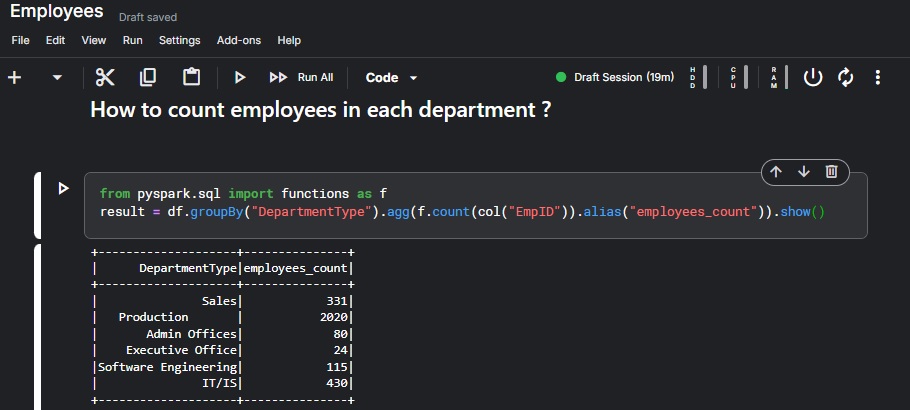 Employees Draft saved
File Edit View Run Settings Add-ons Help
Run All Code Draft Session (19m) HDD CPU RAM
How to count employees in each department ?
from pyspark.sql import functions as f
result = df.groupBy("DepartmentType").agg(f.count(col("EmpID")).alias("employees_count")).show()
+--------------------+---------------+
|      DepartmentType|employees_count|
+--------------------+---------------+
|               Sales|            331|
|   Production       |           2020|
|       Admin Offices|             80|
|    Executive Office|             24|
|Software Engineering|            115|
|               IT/IS|            430|
+--------------------+---------------+